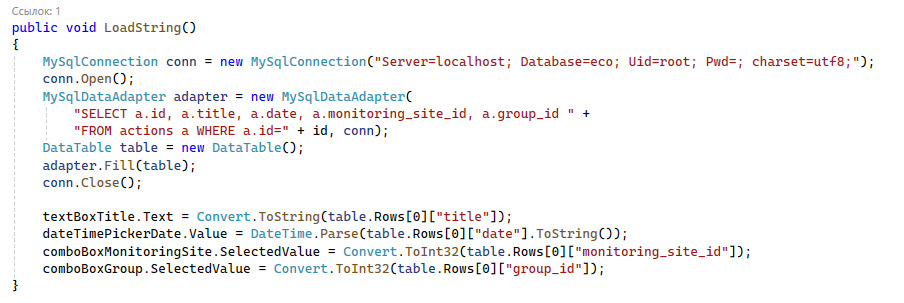 Ссылок: 1
public void LoadString()
{
    MySqlConnection conn = new MySqlConnection("Server=localhost; Database=eco; Uid=root; Pwd=; charset=utf8;");
    conn.Open();
    MySqlDataAdapter adapter = new MySqlDataAdapter(
        "SELECT a.id, a.title, a.date, a.monitoring_site_id, a.group_id " +
        "FROM actions a WHERE a.id=" + id, conn);
    DataTable table = new DataTable();
    adapter.Fill(table);
    conn.Close();

    textBoxTitle.Text = Convert.ToString(table.Rows[0]["title"]);
    dateTimePickerDate.Value = DateTime.Parse(table.Rows[0]["date"].ToString());
    comboBoxMonitoringSite.SelectedValue = Convert.ToInt32(table.Rows[0]["monitoring_site_id"]);
    comboBoxGroup.SelectedValue = Convert.ToInt32(table.Rows[0]["group_id"]);
}